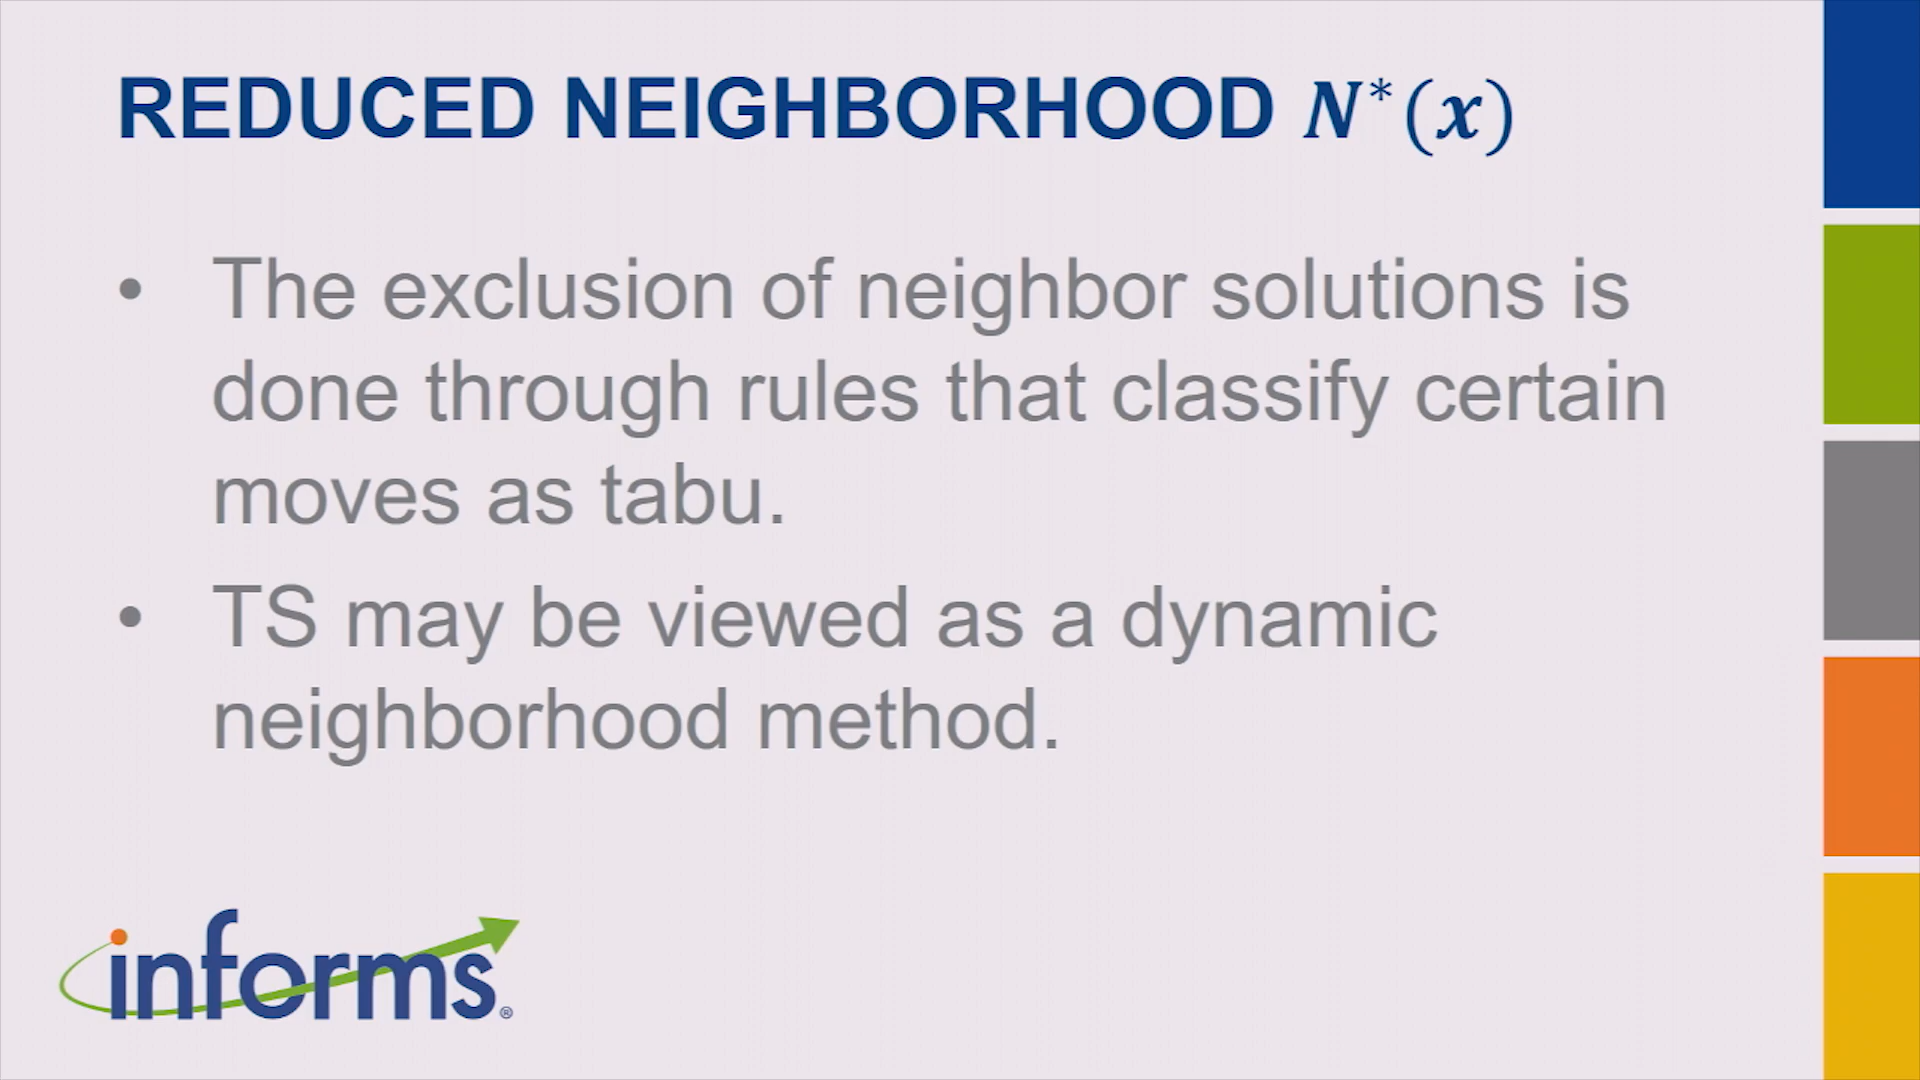 REDUCED NEIGHBORHOOD 𝑵*(𝒙)
• The exclusion of neighbor solutions is
done through rules that classify certain
moves as tabu.
• TS may be viewed as a dynamic
neighborhood method.
informs®